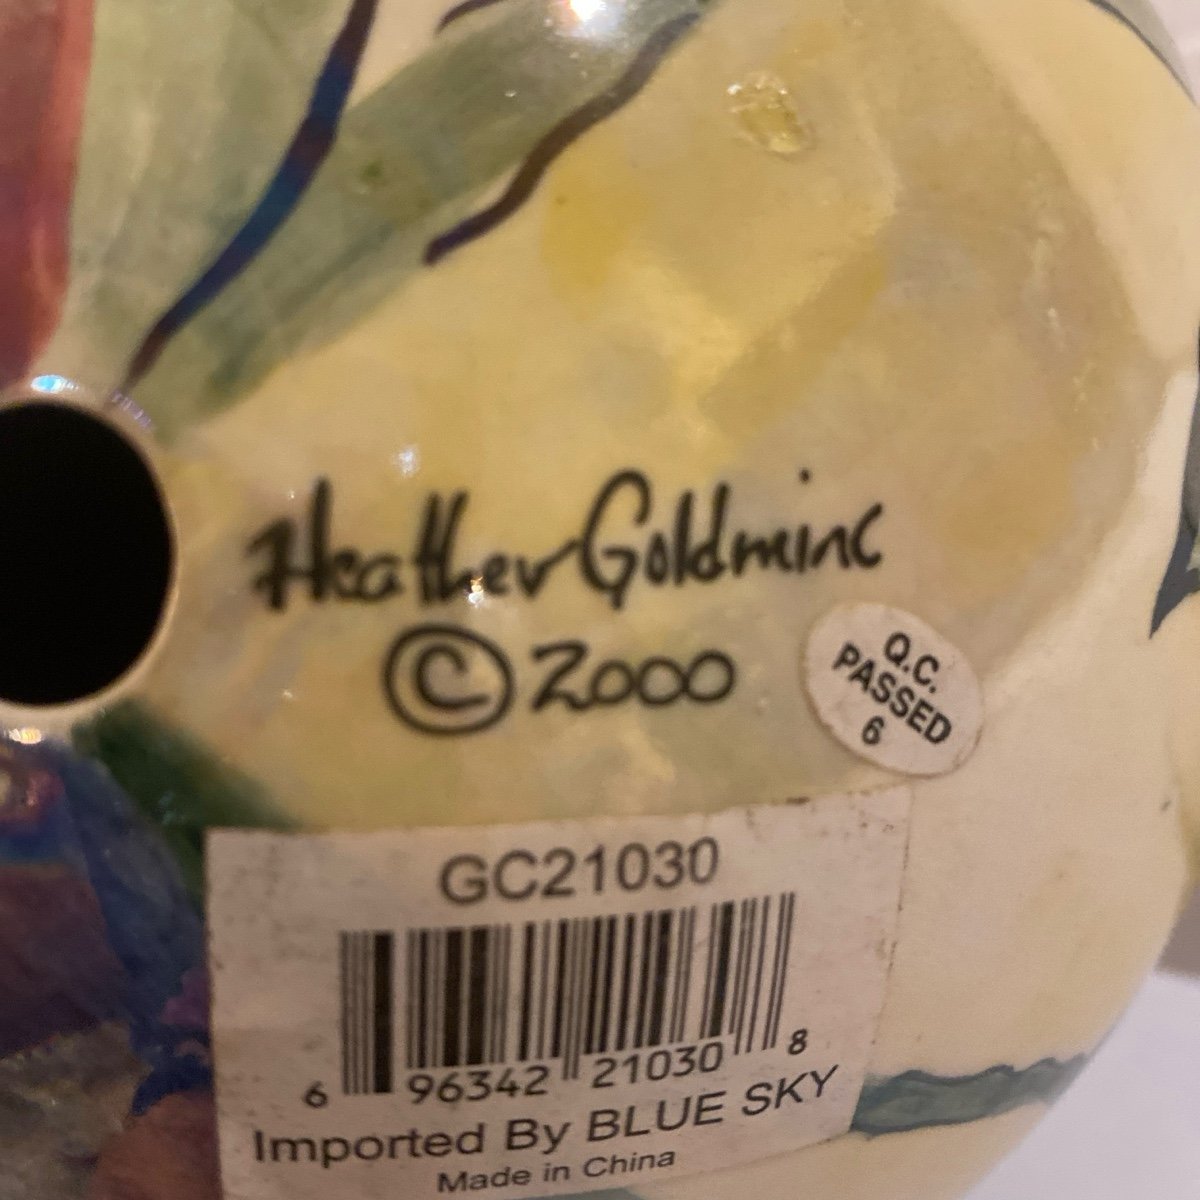 Heather Goldminc
© 2000
Q.C.
PASSED
6
GC21030
6 96342 21030 8
Imported By BLUE SKY
Made in China